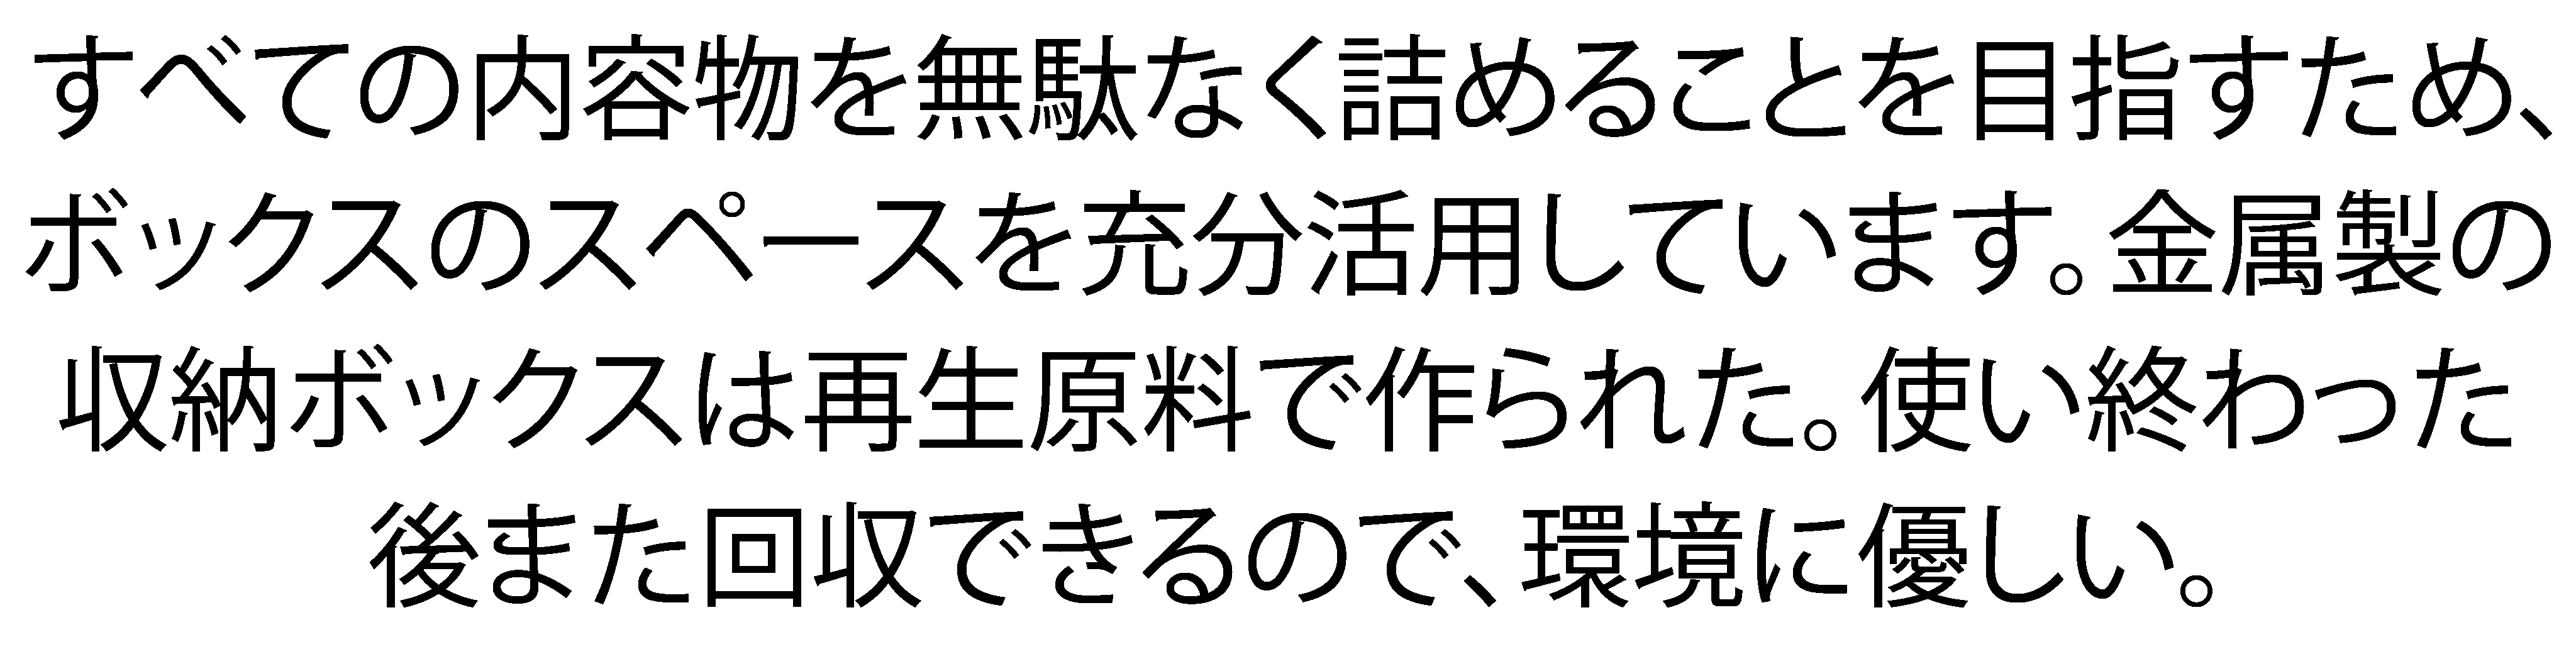 すべての内容物を無駄なく詰めることを目指すため、
ボックスのスペースを充分活用しています。金属製の
収納ボックスは再生原料で作られた。使い終わった
後また回収できるので、環境に優しい。